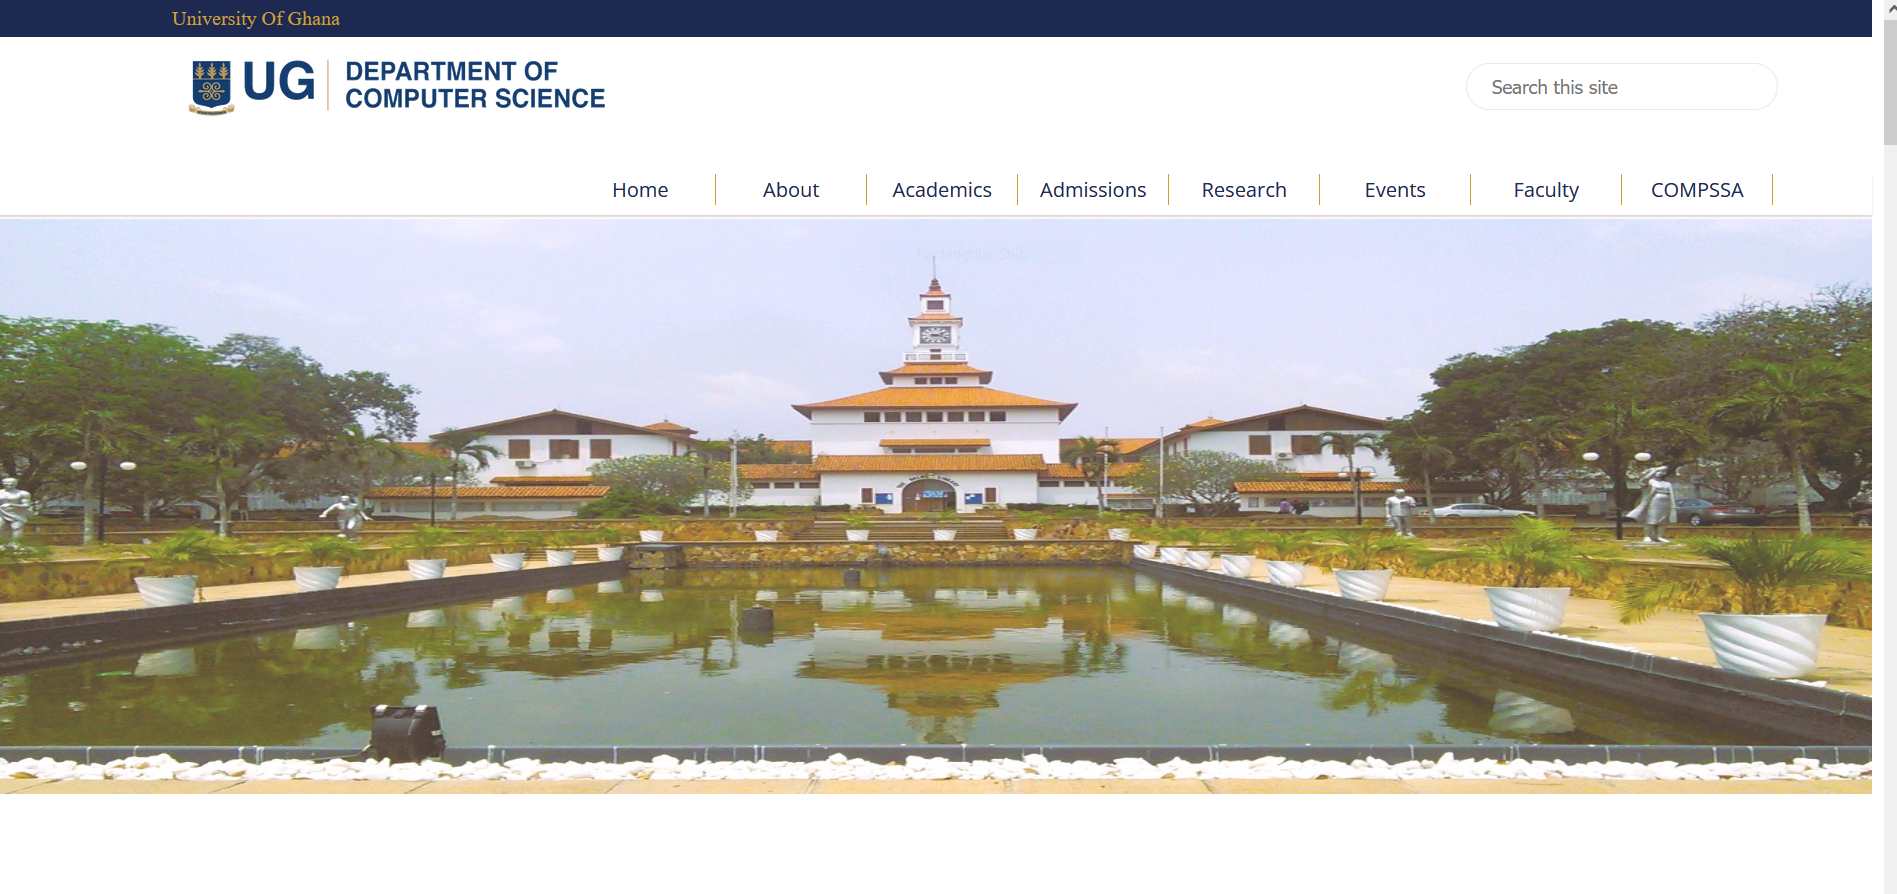 University Of Ghana
UG
DEPARTMENT OF
COMPUTER SCIENCE
Search this site
Home
About
Academics
Admissions
Research
Events
Faculty
COMPSSA
Rectangular Snip